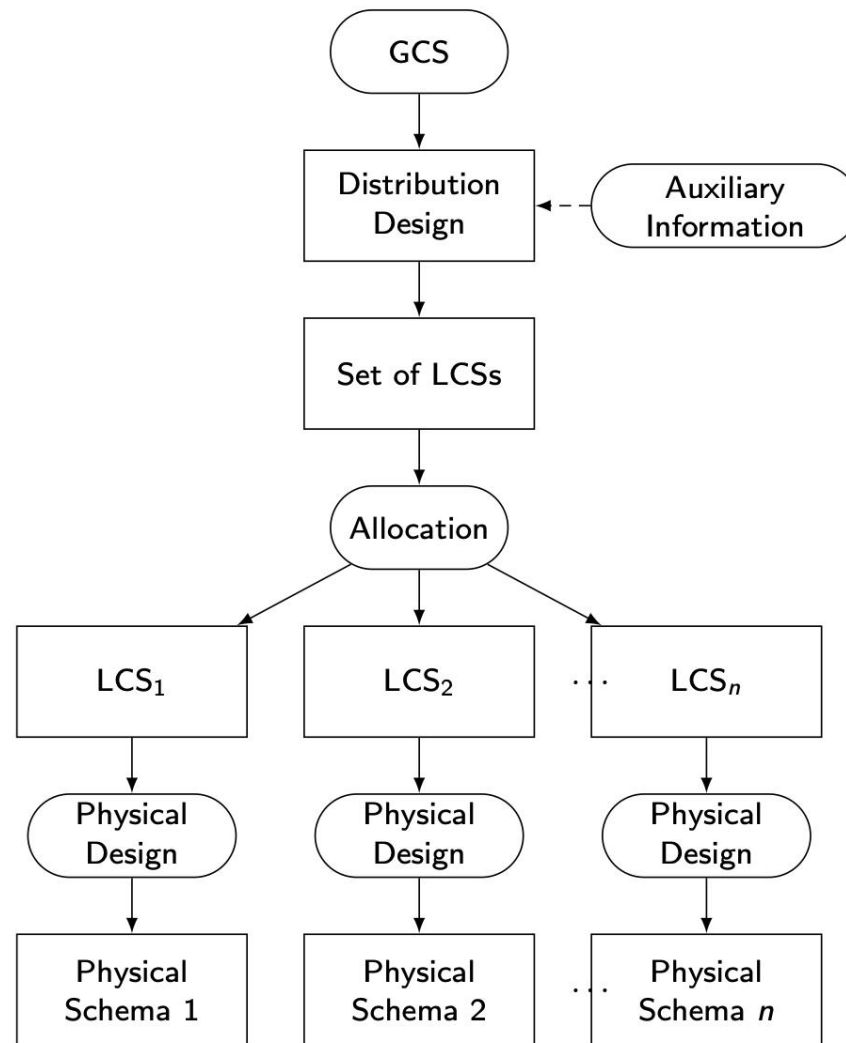 GCS
Distribution
Design
Auxiliary
Information
Set of LCSs
Allocation
LCS₁
LCS₂
...
LCSₙ
Physical
Design
Physical
Design
Physical
Design
Physical
Schema 1
Physical
Schema 2
...
Physical
Schema n